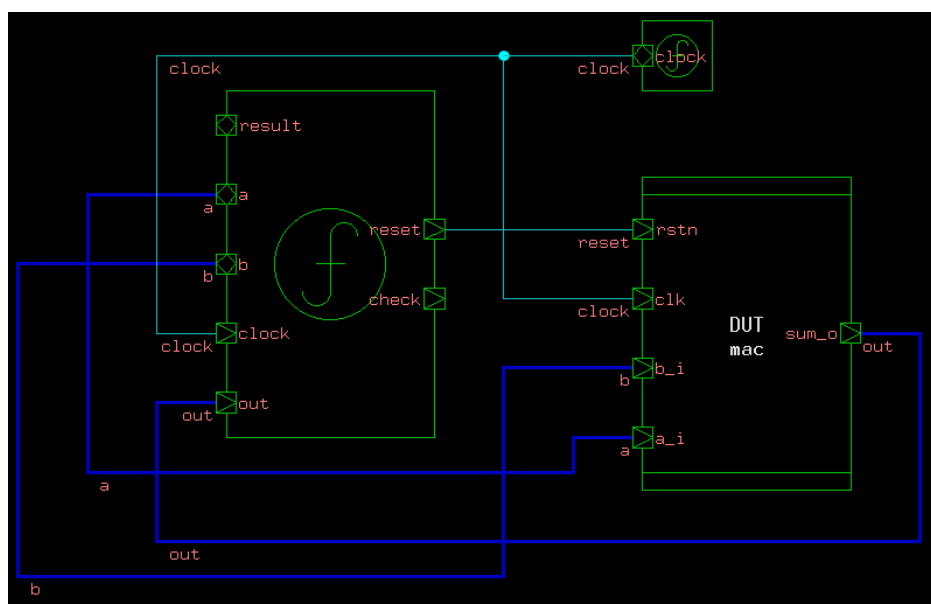 clock
clock
clock
result
a
a
b
b
reset
check
clock
clock
out
out
reset
rstn
clock
clk
DUT
mac
sum_o
out
b
b_i
a
a_i
a
out
b